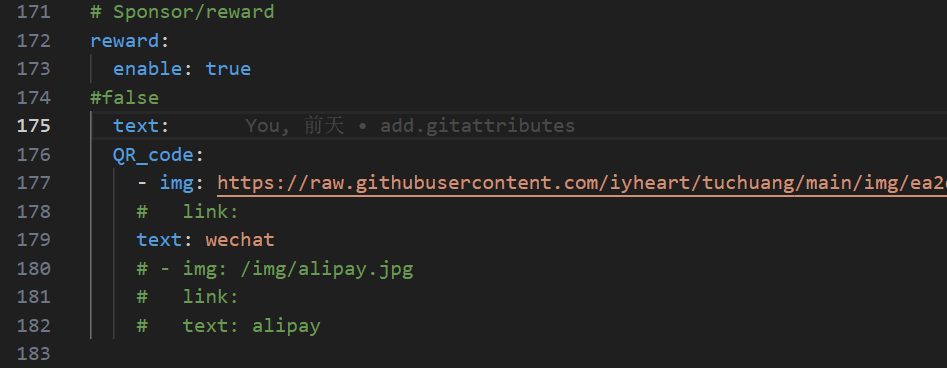 171 # Sponsor/reward
172 reward:
173 enable: true
174 #false
175 text: You, 前天 • add.gitattributes
176 QR_code:
177 - img: https://raw.githubusercontent.com/iyheart/tuchuang/main/img/ea2
178 # link:
179 text: wechat
180 # - img: /img/alipay.jpg
181 # link:
182 # text: alipay
183